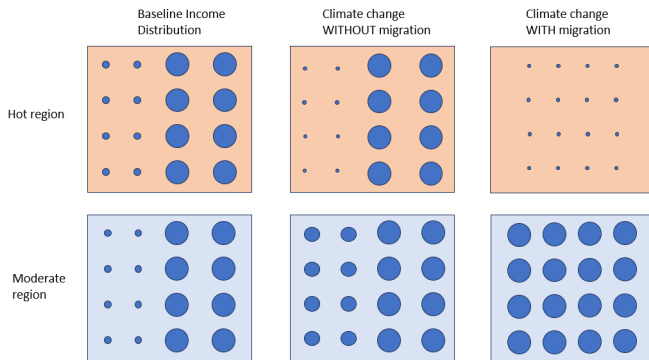 Baseline Income
Distribution
Climate change
WITHOUT migration
Climate change
WITH migration
Hot region
Moderate
region